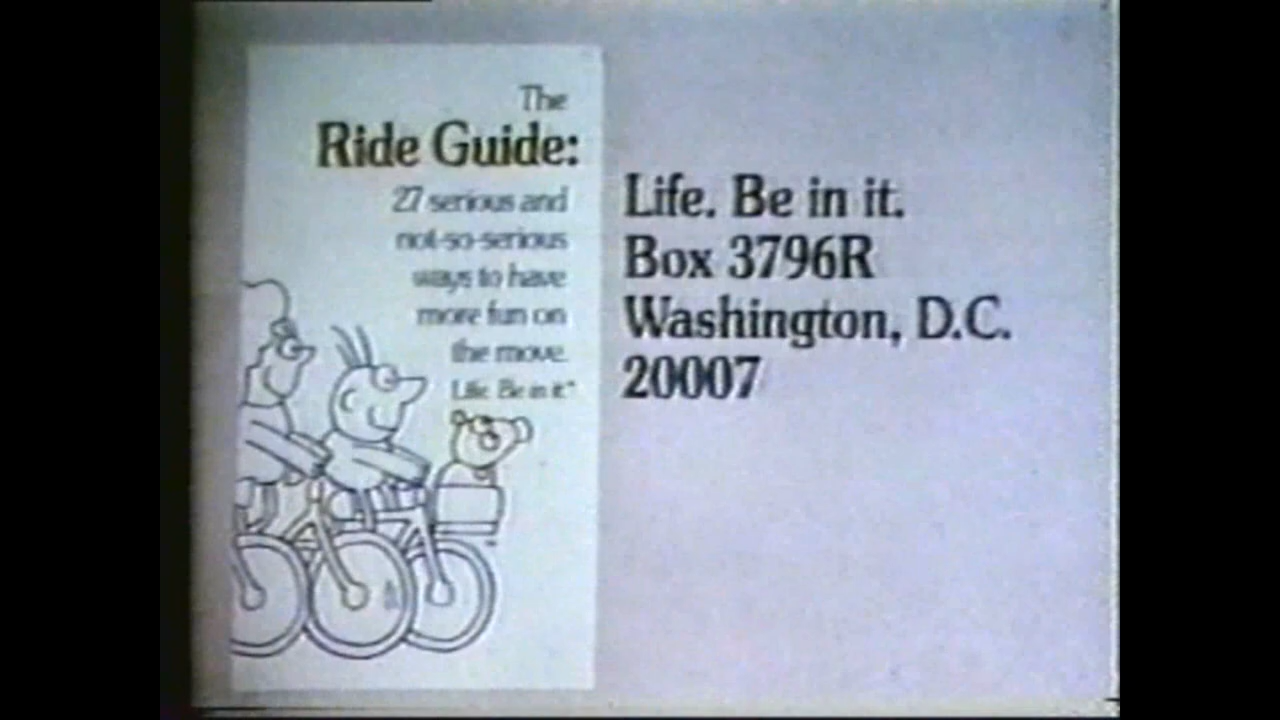 The
Ride Guide:
27 serious and
not-so-serious
ways to have
more fun on
the move.
Life. Be in it.
Life. Be in it.
Box 3796R
Washington, D.C.
20007